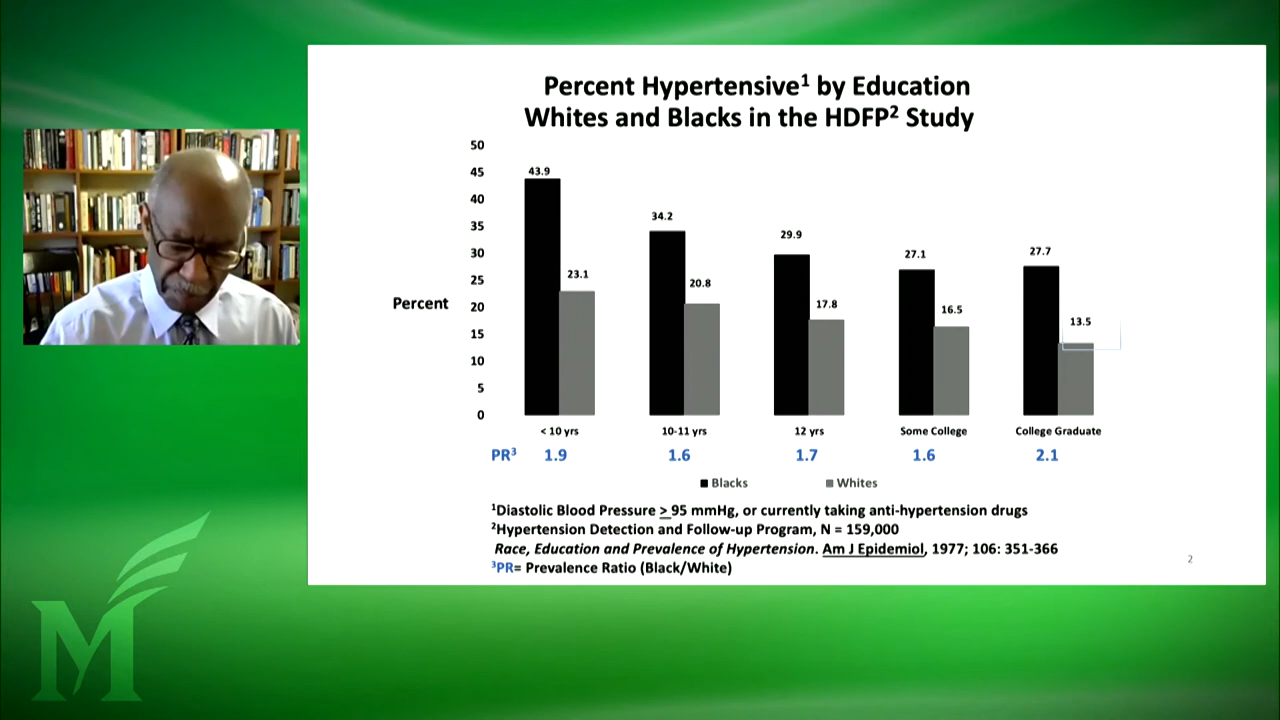 Percent Hypertensive¹ by Education
Whites and Blacks in the HDFP² Study
50
45
40
35
30
25
20
15
10
5
0
Percent
43.9
23.1
34.2
20.8
29.9
17.8
27.1
16.5
27.7
13.5
< 10 yrs
10-11 yrs
12 yrs
Some College
College Graduate
PR³ 1.9 1.6 1.7 1.6 2.1
Blacks Whites
¹Diastolic Blood Pressure > 95 mmHg, or currently taking anti-hypertension drugs
²Hypertension Detection and Follow-up Program, N = 159,000
Race, Education and Prevalence of Hypertension. Am J Epidemiol, 1977; 106: 351-366
³PR= Prevalence Ratio (Black/White)
2
M